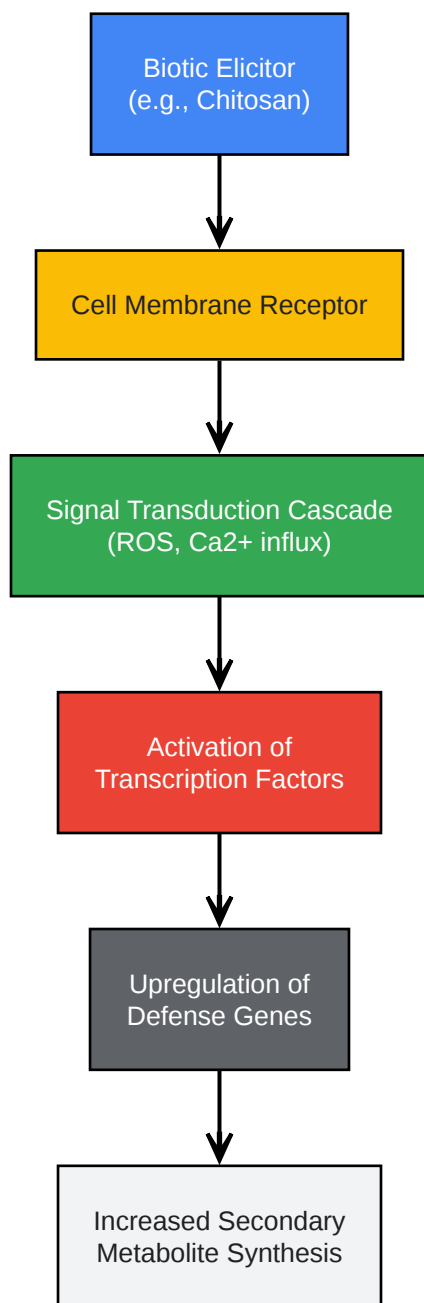 Biotic Elicitor
(e.g., Chitosan)
Cell Membrane Receptor
Signal Transduction Cascade
(ROS, Ca2+ influx)
Activation of
Transcription Factors
Upregulation of
Defense Genes
Increased Secondary
Metabolite Synthesis